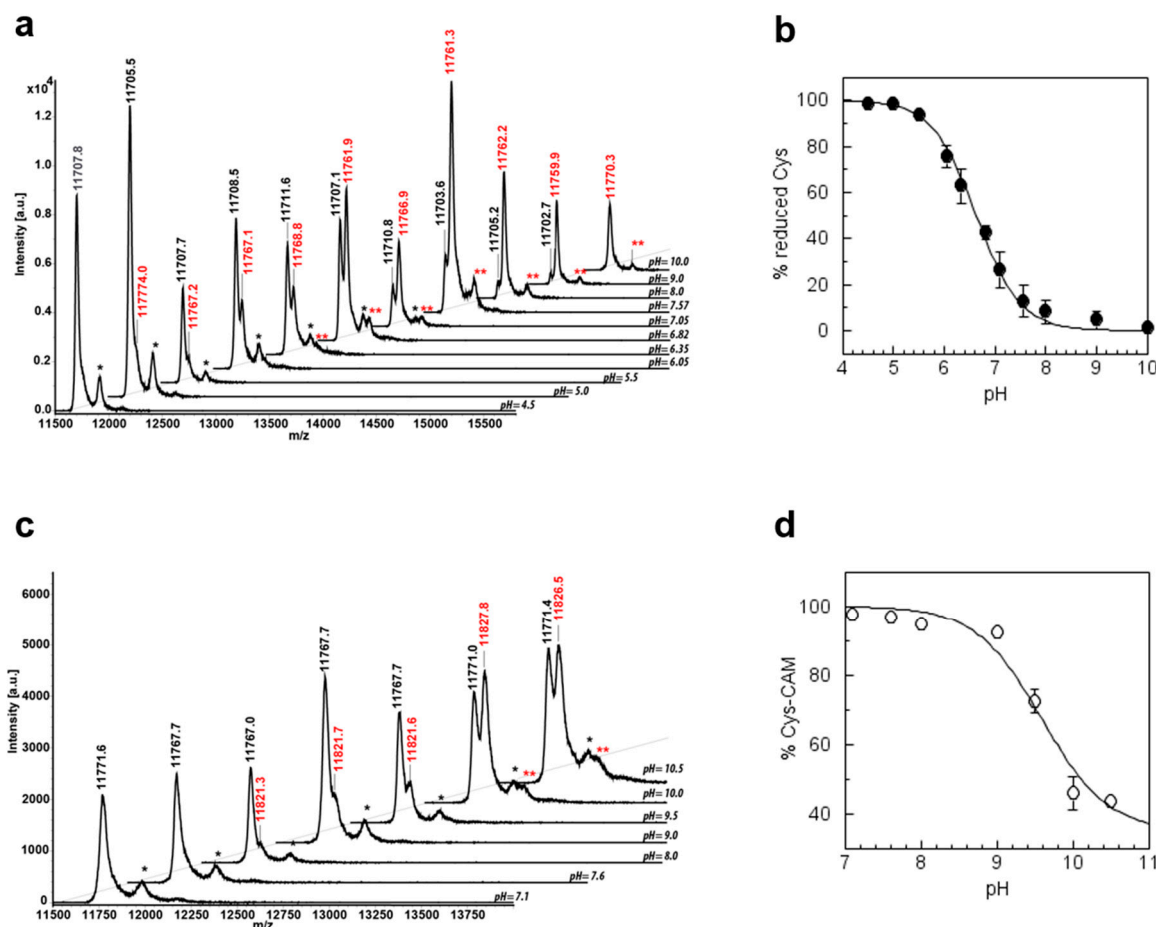 a
x10^4
1.2
1.0
0.8
0.6
0.4
0.2
0.0
Intensity [a.u.]
11500 12000 12500 13000 13500 14000 14500 15000 15500
m/z
11707.8
*
pH= 4.5
11705.5
117774.0
*
pH= 5.0
11707.7
11767.2
*
pH= 5.5
11708.5
11767.1
*
pH= 6.05
11711.6
11768.8
*
**
pH= 6.35
11707.1
11761.9
*
**
pH= 6.82
11710.8
11766.9
*
**
pH= 7.05
11703.6
11761.3
**
pH= 7.57
11705.2
11762.2
**
pH= 8.0
11702.7
11759.9
**
pH= 9.0
11770.3
**
pH= 10.0
b
100
80
60
40
20
0
% reduced Cys
4 5 6 7 8 9 10
pH
c
6000
5000
4000
3000
2000
1000
0
Intensity [a.u.]
11500 11750 12000 12250 12500 12750 13000 13250 13500 13750
m/z
11771.6
*
pH= 7.1
11767.7
*
pH= 7.6
11767.0
11821.3
*
pH= 8.0
11767.7
11821.7
*
pH= 9.0
11767.7
11821.6
*
pH= 9.5
11771.0
11827.8
*
**
pH= 10.0
11771.4
11826.5
*
**
pH= 10.5
d
100
80
60
40
% Cys-CAM
7 8 9 10 11
pH